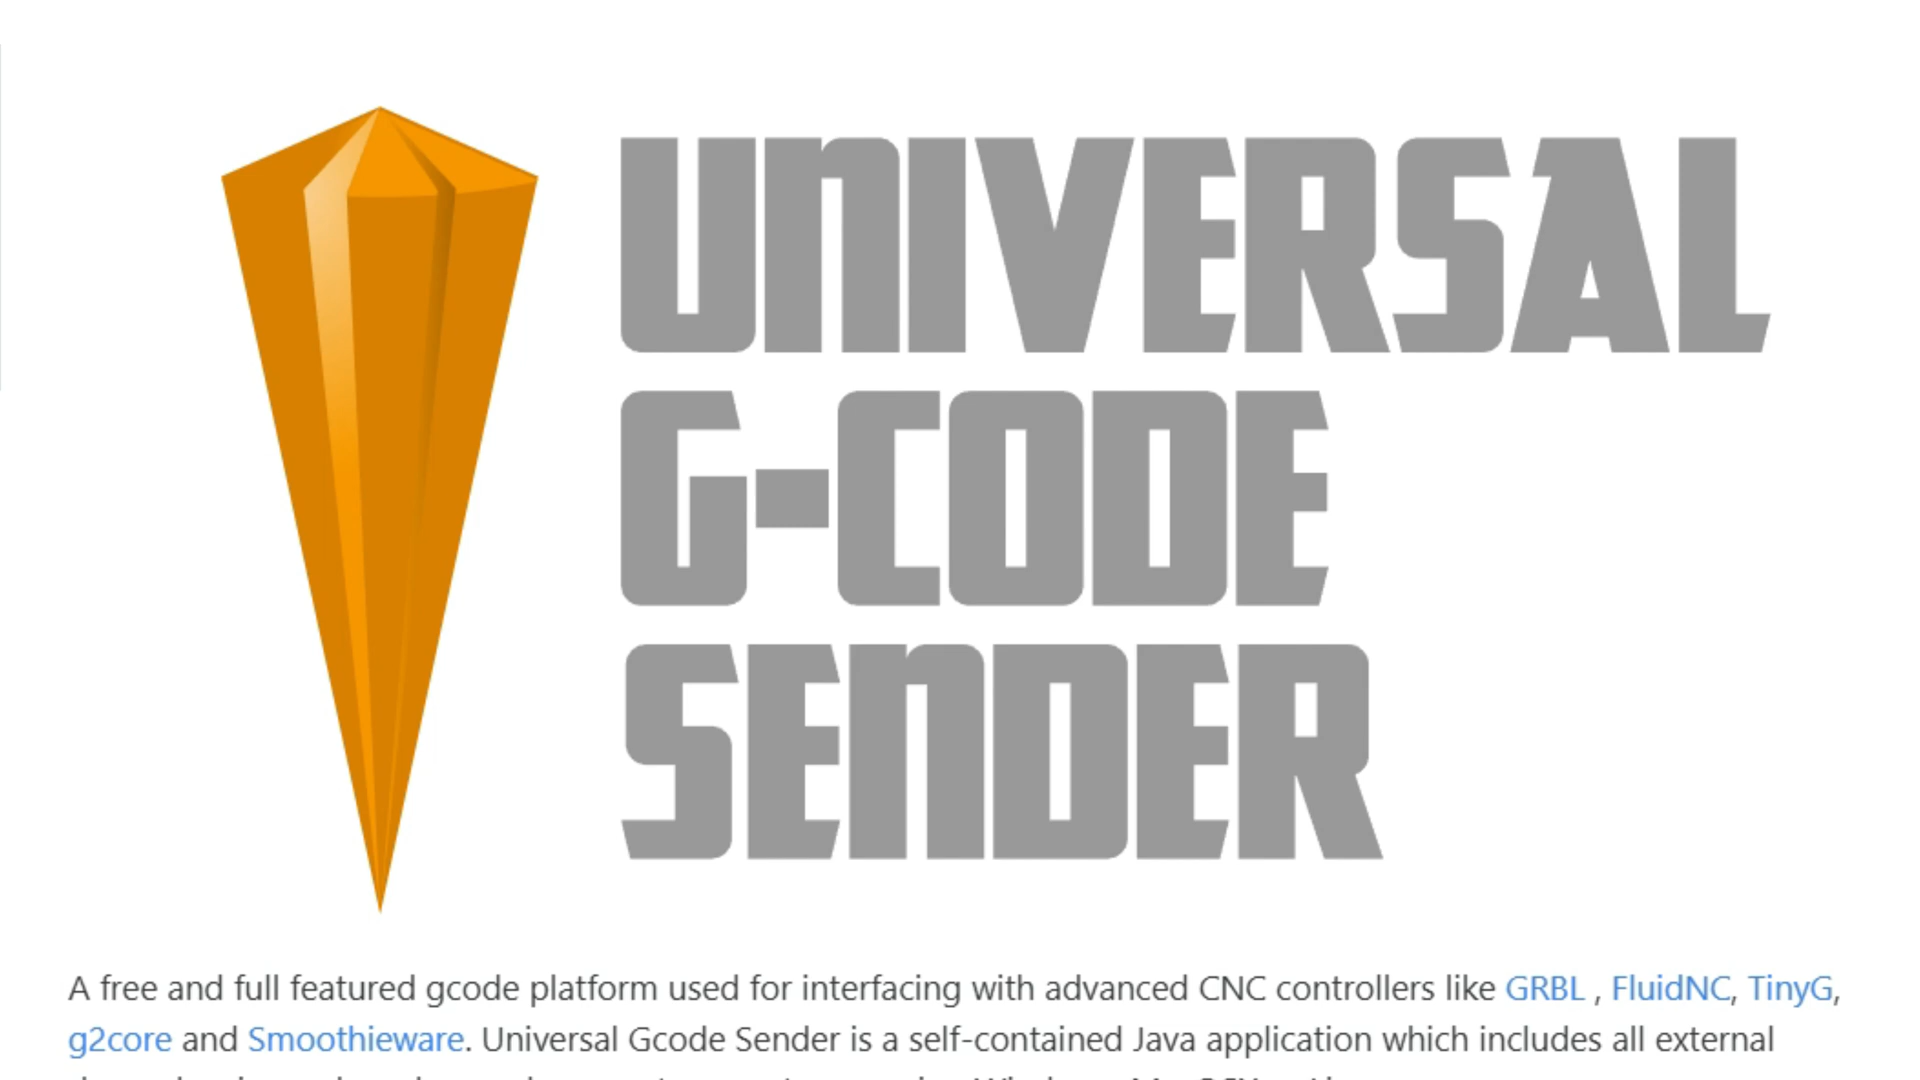 UNIVERSAL
G-CODE
SENDER
A free and full featured gcode platform used for interfacing with advanced CNC controllers like GRBL , FluidNC, TinyG,
g2core and Smoothieware. Universal Gcode Sender is a self-contained Java application which includes all external